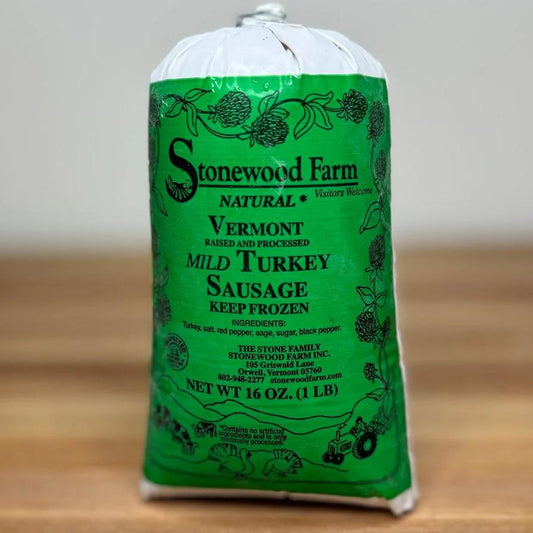 Stonewood Farm
Visitors Welcome
NATURAL*
VERMONT
RAISED AND PROCESSED
MILD TURKEY
SAUSAGE
KEEP FROZEN
INGREDIENTS:
Turkey, salt, red pepper, sage, sugar, black pepper.
THE STONE FAMILY
STONEWOOD FARM INC.
105 Griswold Lane
Orwell, Vermont 05760
802-948-2277 stonewoodfarm.com
NET WT 16 OZ. (1 LB)
*Contains no artificial
ingredients and is only
minimally processed.